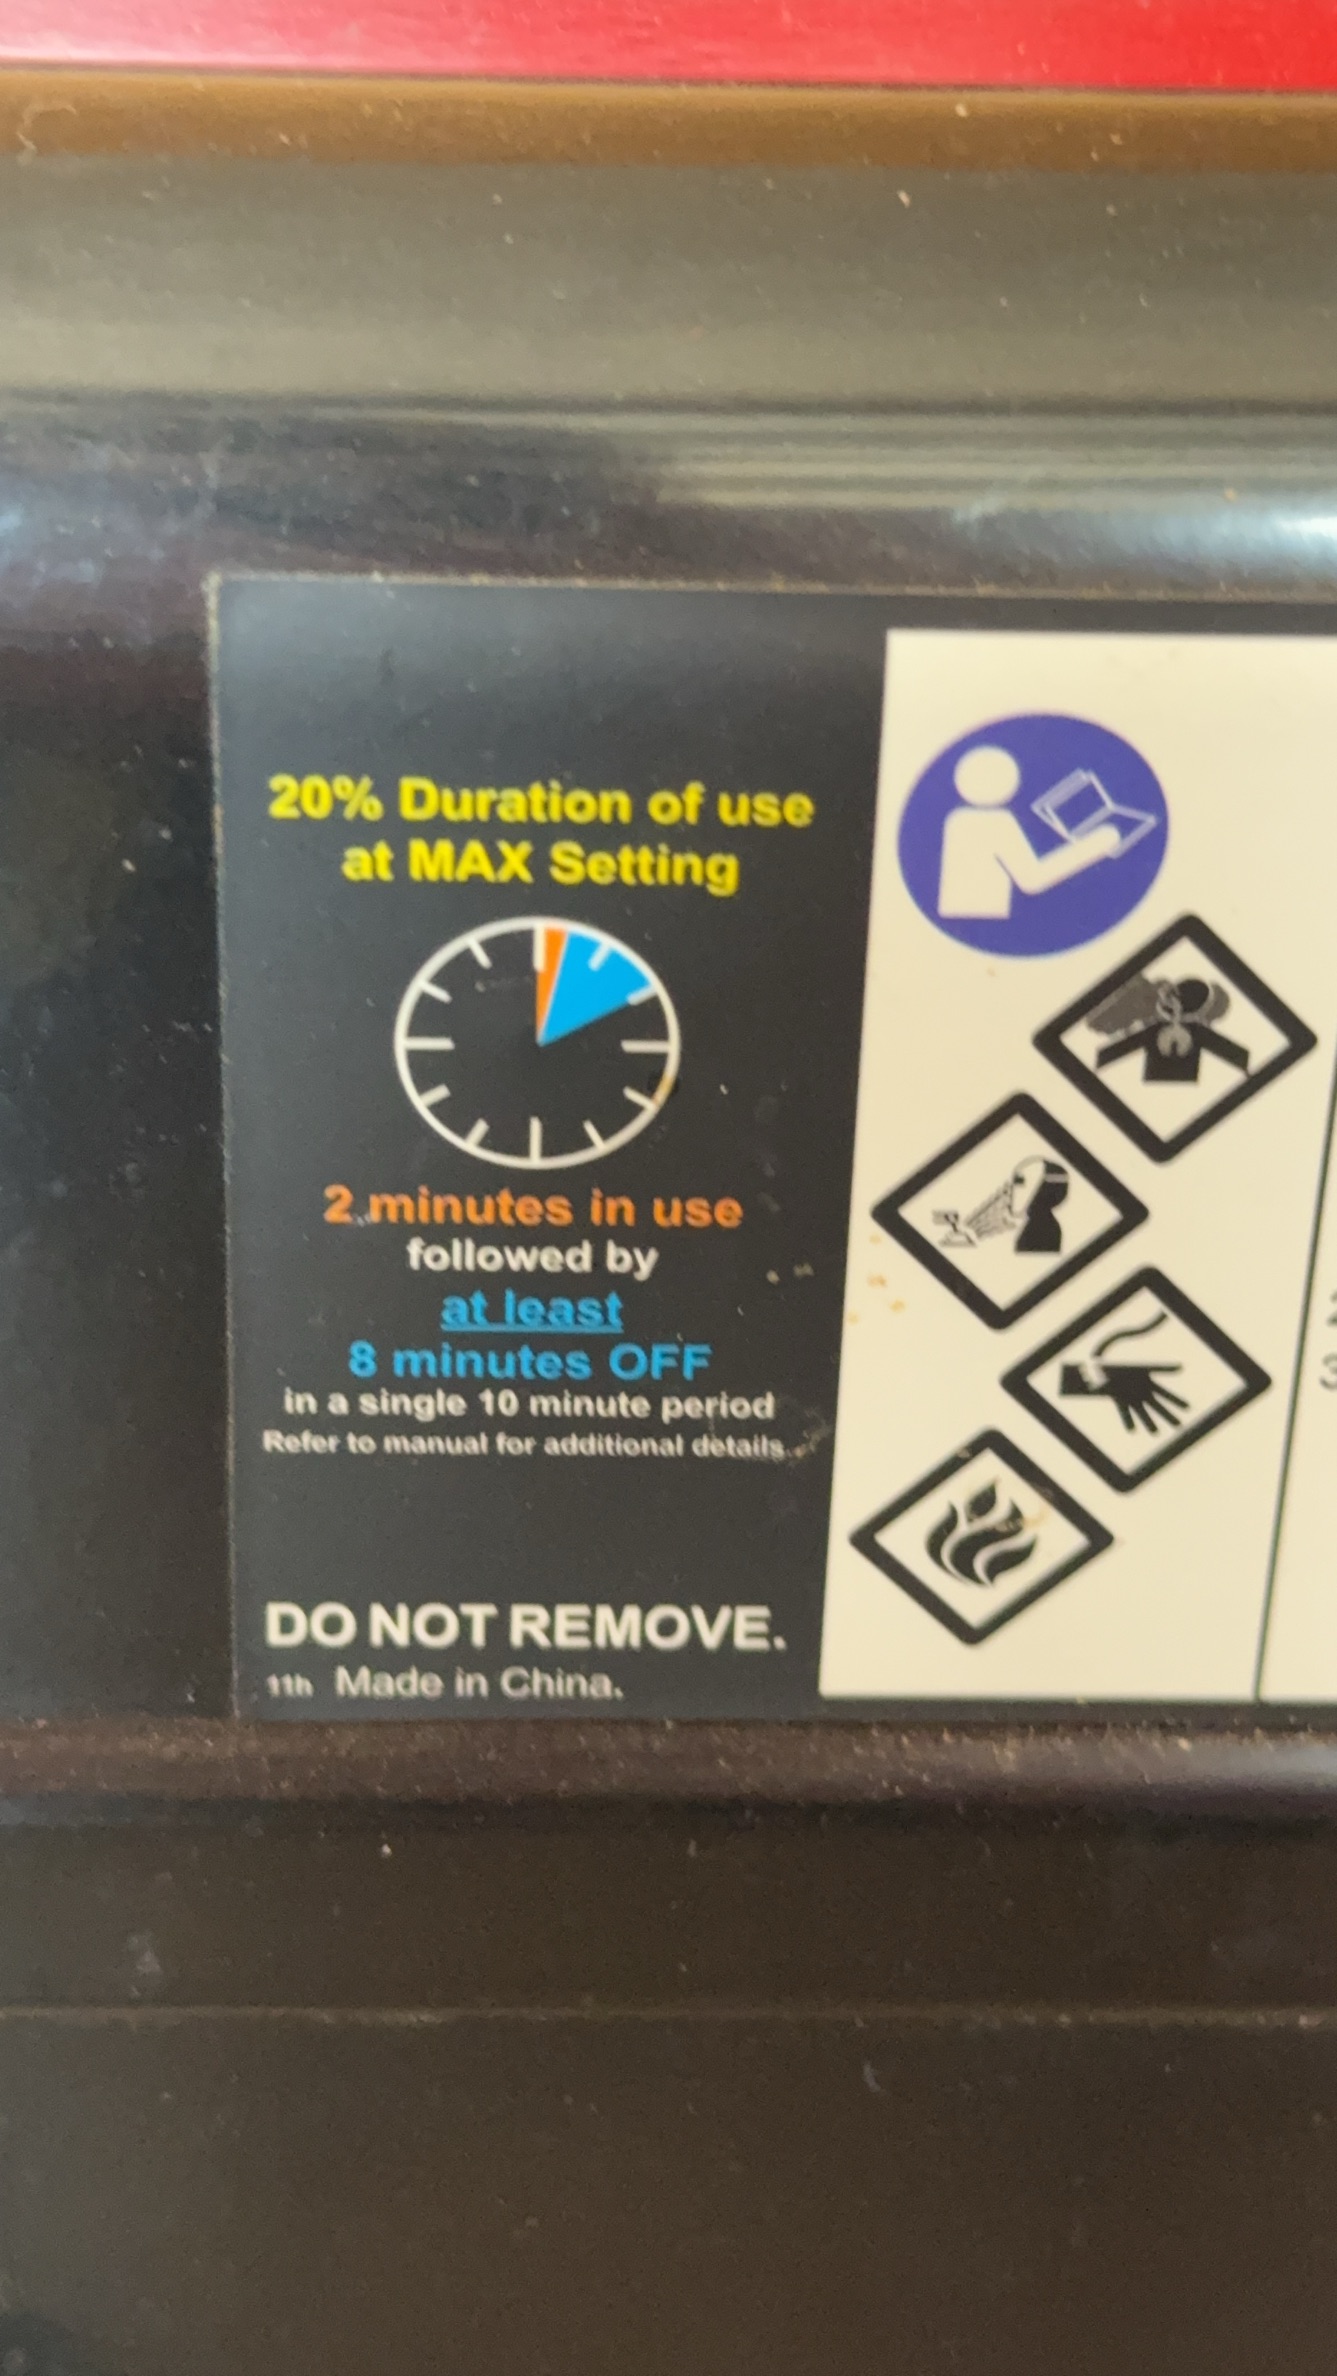 20% Duration of use
at MAX Setting
2 minutes in use
followed by
at least
8 minutes OFF
in a single 10 minute period
Refer to manual for additional details.
DO NOT REMOVE.
11h Made in China.